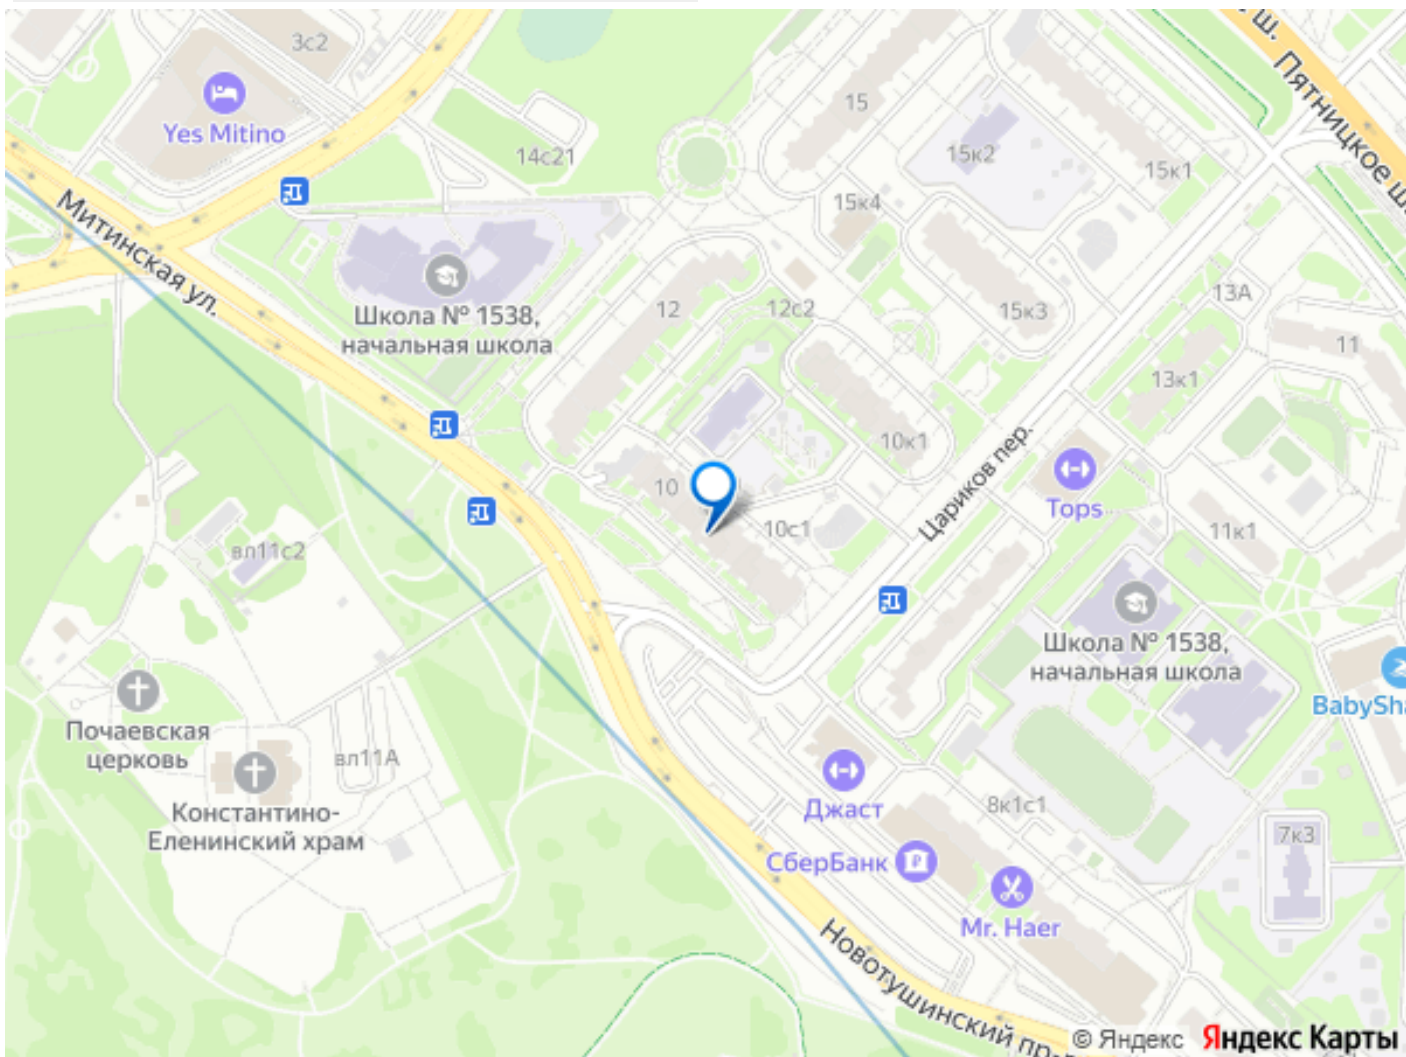 3с2
Yes Mitino
Митинская ул.
14с21
15
15к2
15к1
15к4
Пятницкое ш.
ш.
Школа № 1538,
начальная школа
12
12с2
15к3
13А
11
13к1
10к1
Цариков пер.
Tops
10
10с1
11к1
вл11с2
Школа № 1538,
начальная школа
BabySha
Почаевская
церковь
вл11А
Константино-
Еленинский храм
Джаст
8к1с1
7к3
СберБанк
Mr. Haer
Новотушинский пр-д
© Яндекс Яндекс Карты